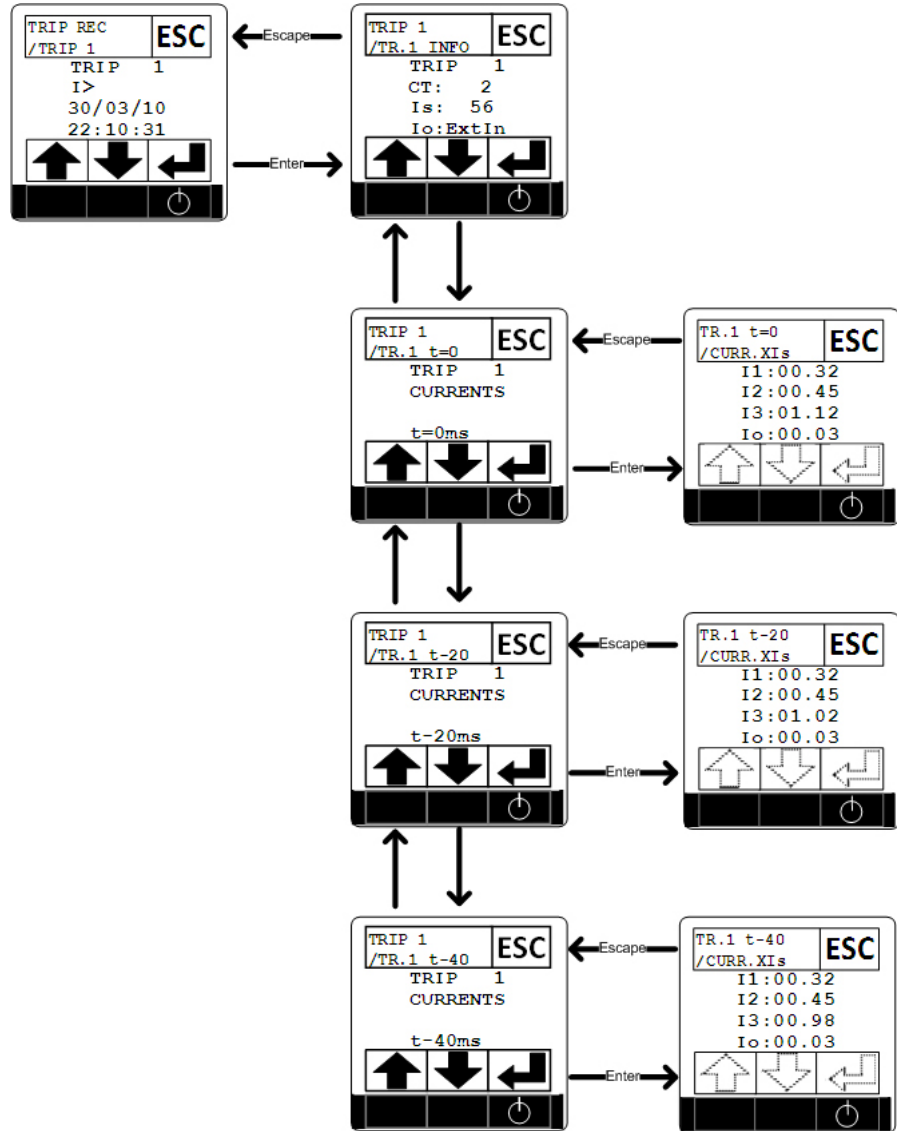 TRIP REC
/TRIP 1
ESC
TRIP 1
I>
30/03/10
22:10:31
Escape
Enter
TRIP 1
/TR.1 INFO
ESC
TRIP 1
CT: 2
Is: 56
Io:ExtIn
TRIP 1
/TR.1 t=0
ESC
TRIP 1
CURRENTS
t=0ms
Escape
Enter
TR.1 t=0
/CURR.XIs
ESC
I1:00.32
I2:00.45
I3:01.12
Io:00.03
TRIP 1
/TR.1 t-20
ESC
TRIP 1
CURRENTS
t-20ms
Escape
Enter
TR.1 t-20
/CURR.XIs
ESC
I1:00.32
I2:00.45
I3:01.02
Io:00.03
TRIP 1
/TR.1 t-40
ESC
TRIP 1
CURRENTS
t-40ms
Escape
Enter
TR.1 t-40
/CURR.XIs
ESC
I1:00.32
I2:00.45
I3:00.98
Io:00.03